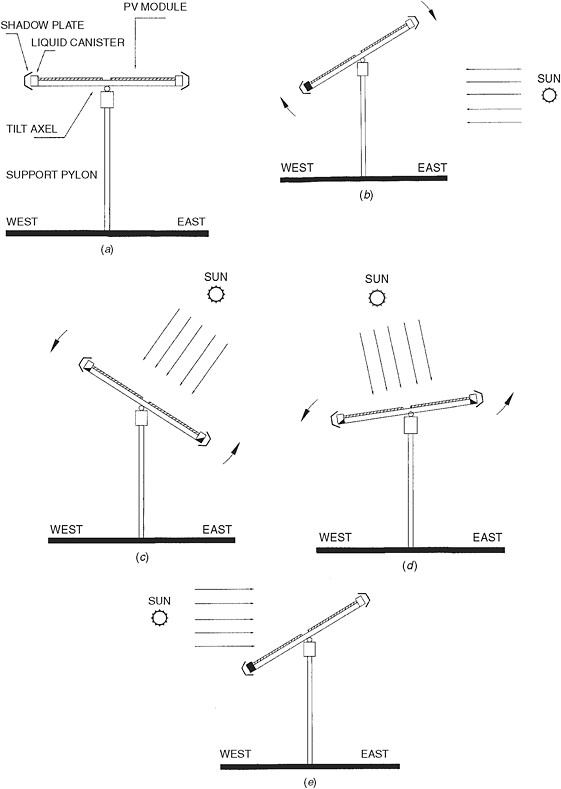 PV MODULE
SHADOW PLATE
LIQUID CANISTER
TILT AXEL
SUPPORT PYLON
WEST EAST
(a)
SUN
WEST EAST
(b)
SUN
WEST EAST
(c)
SUN
WEST EAST
(d)
SUN
WEST EAST
(e)